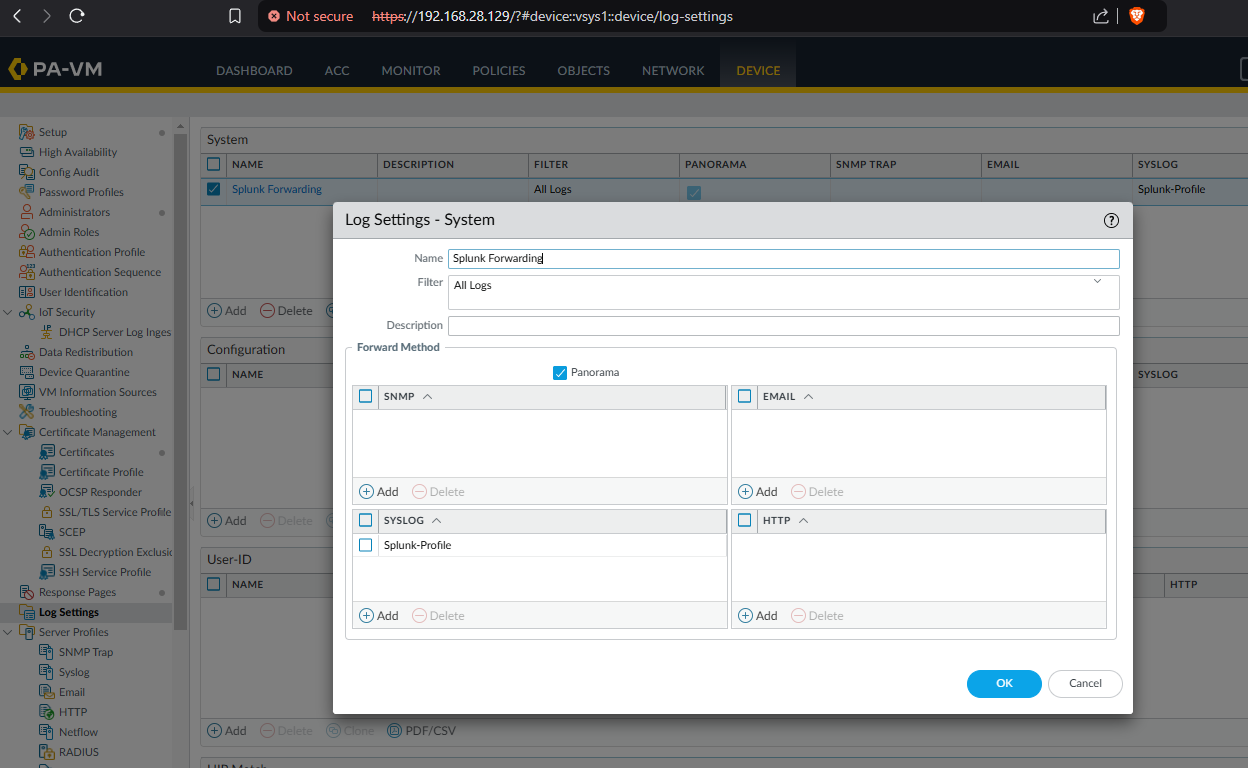 Not secure https://192.168.28.129/?#device::vsys1::device/log-settings
PA-VM DASHBOARD ACC MONITOR POLICIES OBJECTS NETWORK DEVICE
Setup
High Availability
Config Audit
Password Profiles
Administrators
Admin Roles
Authentication Profile
Authentication Sequence
User Identification
IoT Security
DHCP Server Log Inges
Data Redistribution
Device Quarantine
VM Information Sources
Troubleshooting
Certificate Management
Certificates
Certificate Profile
OCSP Responder
SSL/TLS Service Profile
SCEP
SSL Decryption Exclusio
SSH Service Profile
Response Pages
Log Settings
Server Profiles
SNMP Trap
Syslog
Email
HTTP
Netflow
RADIUS
System
NAME DESCRIPTION FILTER PANORAMA SNMP TRAP EMAIL SYSLOG
Splunk Forwarding All Logs Splunk-Profile
Add Delete
Configuration
NAME SYSLOG
Add Delete
User-ID
NAME HTTP
Add Delete Clone PDF/CSV
Log Settings - System
Name Splunk Forwarding
Filter All Logs
Description
Forward Method
Panorama
SNMP EMAIL
Add Delete Add Delete
SYSLOG HTTP
Splunk-Profile
Add Delete Add Delete
OK Cancel